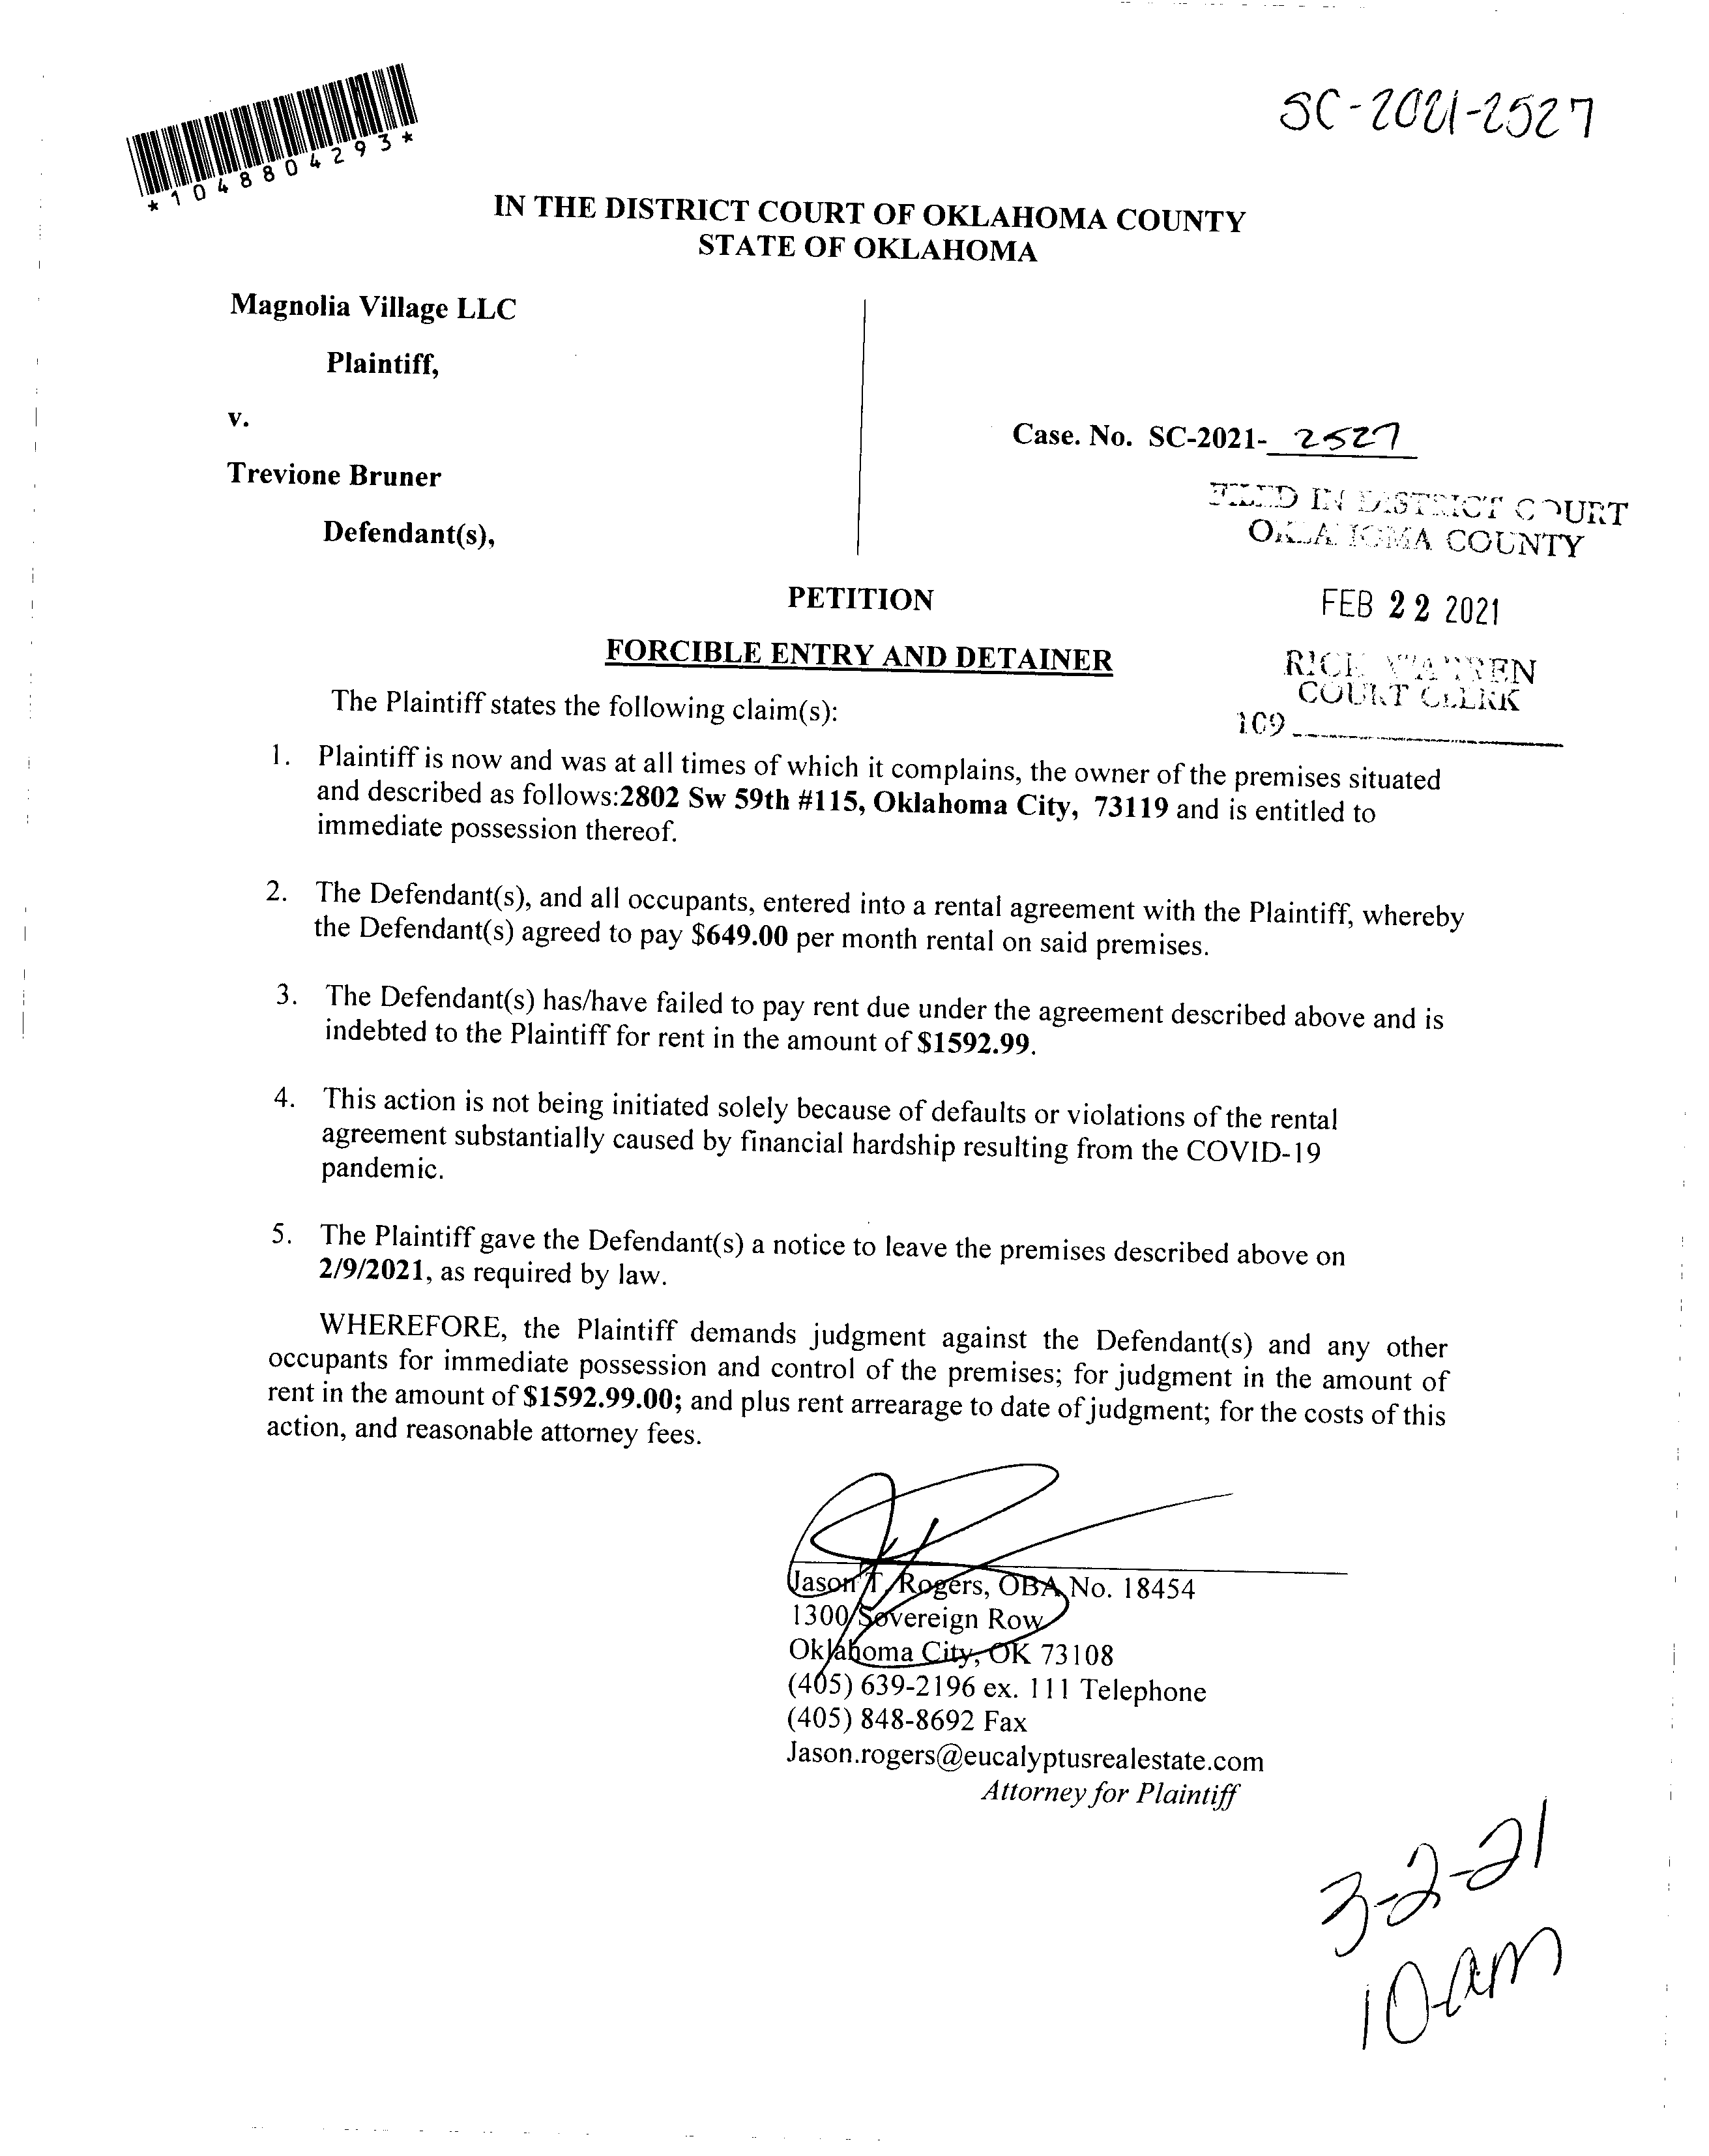 SC-2021-2527
*1048804293*
IN THE DISTRICT COURT OF OKLAHOMA COUNTY
STATE OF OKLAHOMA
Magnolia Village LLC
Plaintiff,
v.
Case. No. SC-2021- 2527
Trevione Bruner
Defendant(s),
FILED IN DISTRICT COURT
OKLAHOMA COUNTY
FEB 22 2021
RICK WARREN
COURT CLERK
109
PETITION
FORCIBLE ENTRY AND DETAINER
The Plaintiff states the following claim(s):
1. Plaintiff is now and was at all times of which it complains, the owner of the premises situated
and described as follows:2802 Sw 59th #115, Oklahoma City, 73119 and is entitled to
immediate possession thereof.
2. The Defendant(s), and all occupants, entered into a rental agreement with the Plaintiff, whereby
the Defendant(s) agreed to pay $649.00 per month rental on said premises.
3. The Defendant(s) has/have failed to pay rent due under the agreement described above and is
indebted to the Plaintiff for rent in the amount of $1592.99.
4. This action is not being initiated solely because of defaults or violations of the rental
agreement substantially caused by financial hardship resulting from the COVID-19
pandemic.
5. The Plaintiff gave the Defendant(s) a notice to leave the premises described above on
2/9/2021, as required by law.
WHEREFORE, the Plaintiff demands judgment against the Defendant(s) and any other
occupants for immediate possession and control of the premises; for judgment in the amount of
rent in the amount of $1592.99.00; and plus rent arrearage to date of judgment; for the costs of this
action, and reasonable attorney fees.
Jason T. Rogers, OBA No. 18454
1300 Sovereign Row
Oklahoma City, OK 73108
(405) 639-2196 ex. 111 Telephone
(405) 848-8692 Fax
Jason.rogers@eucalyptusrealestate.com
Attorney for Plaintiff
3-2-21
10am